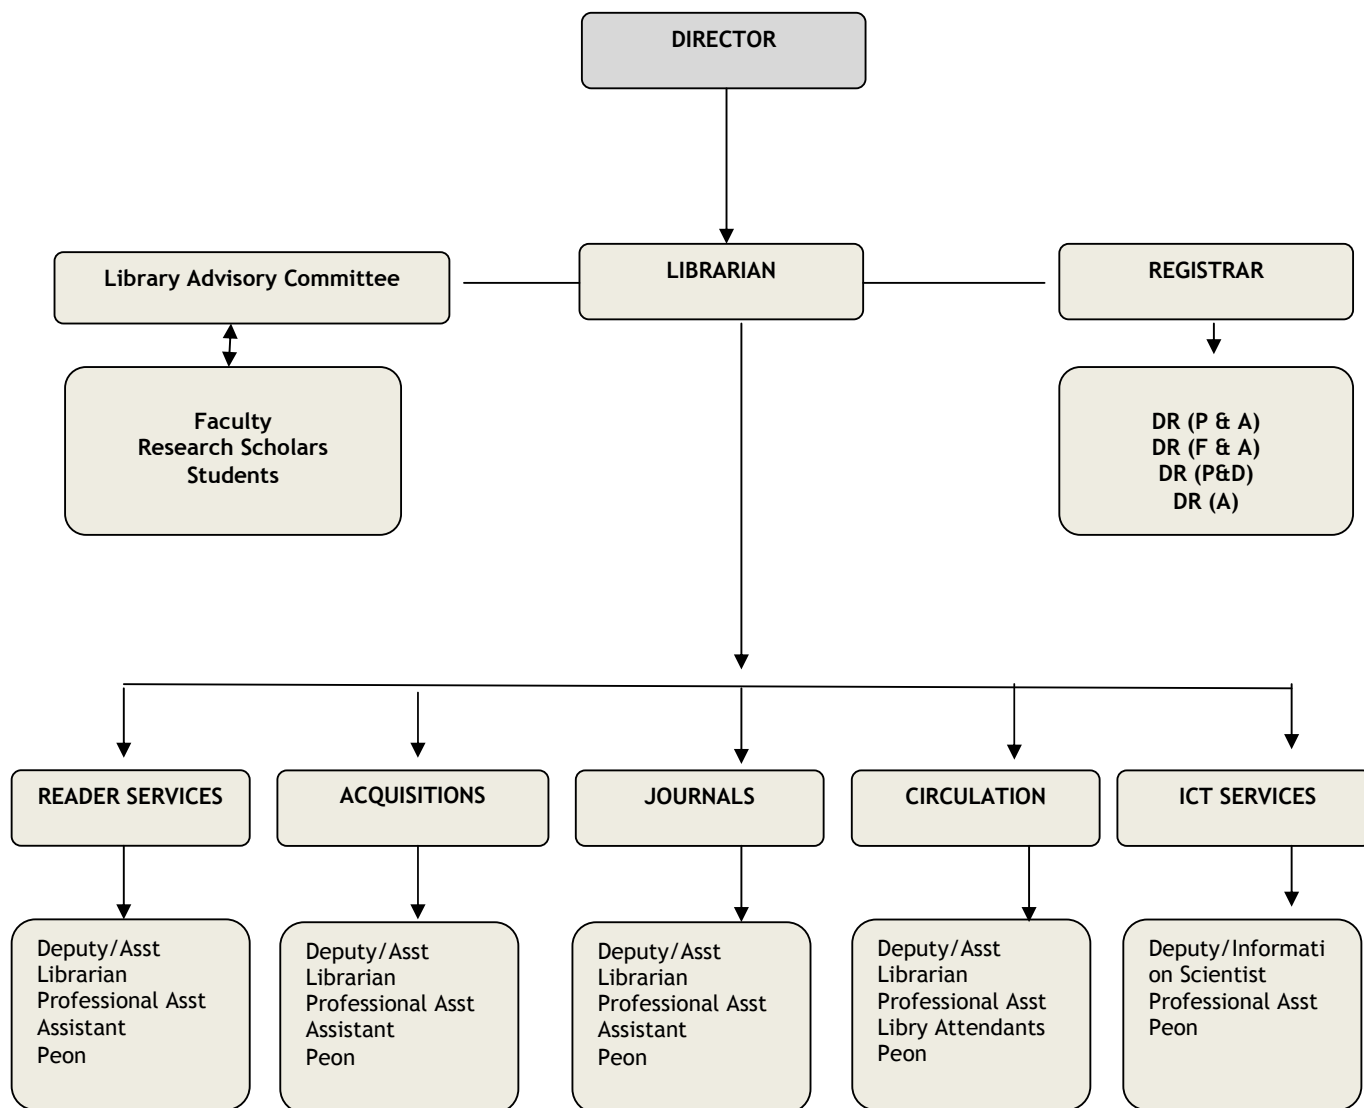 DIRECTOR
Library Advisory Committee
LIBRARIAN
REGISTRAR
Faculty
Research Scholars
Students
DR (P & A)
DR (F & A)
DR (P&D)
DR (A)
READER SERVICES
ACQUISITIONS
JOURNALS
CIRCULATION
ICT SERVICES
Deputy/Asst
Librarian
Professional Asst
Assistant
Peon
Deputy/Asst
Librarian
Professional Asst
Assistant
Peon
Deputy/Asst
Librarian
Professional Asst
Assistant
Peon
Deputy/Asst
Librarian
Professional Asst
Libry Attendants
Peon
Deputy/Informati
on Scientist
Professional Asst
Peon